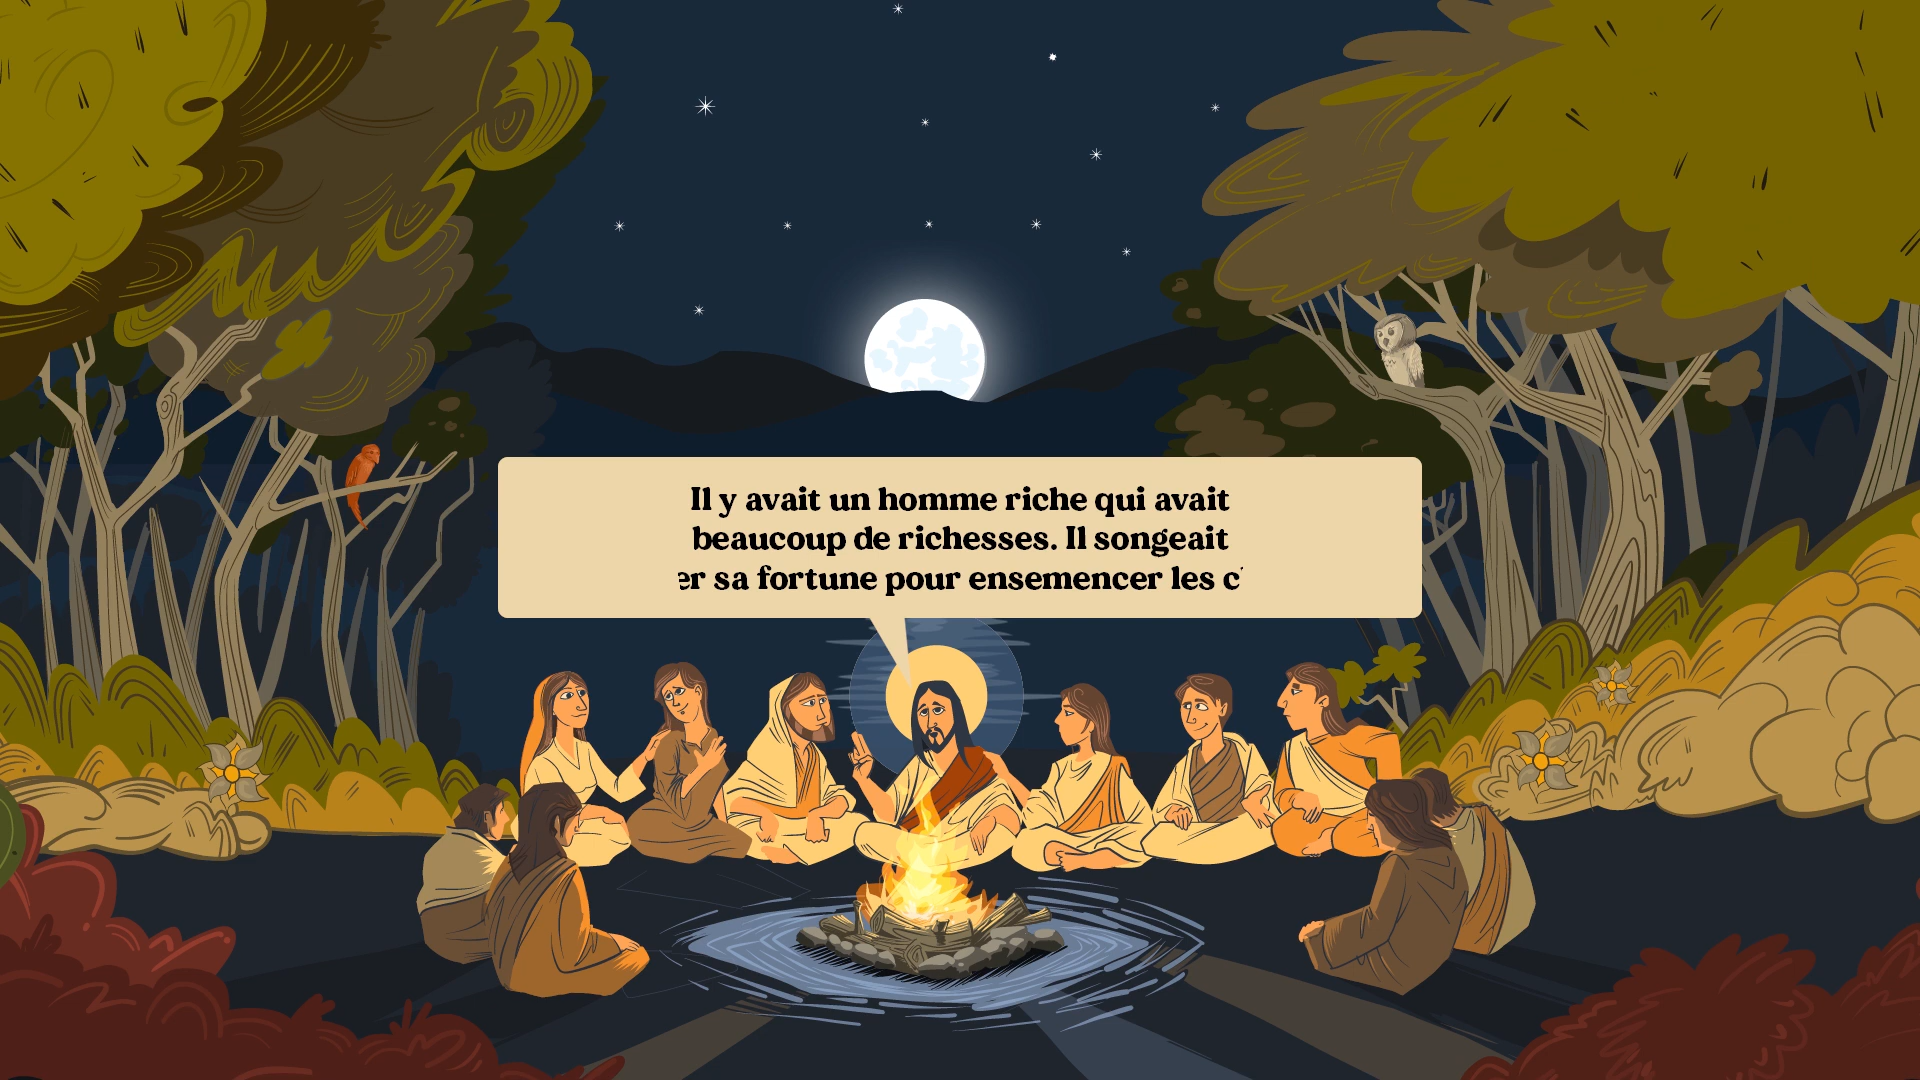 Il y avait un homme riche qui avait
beaucoup de richesses. Il songeait
sa fortune pour ensemencer les